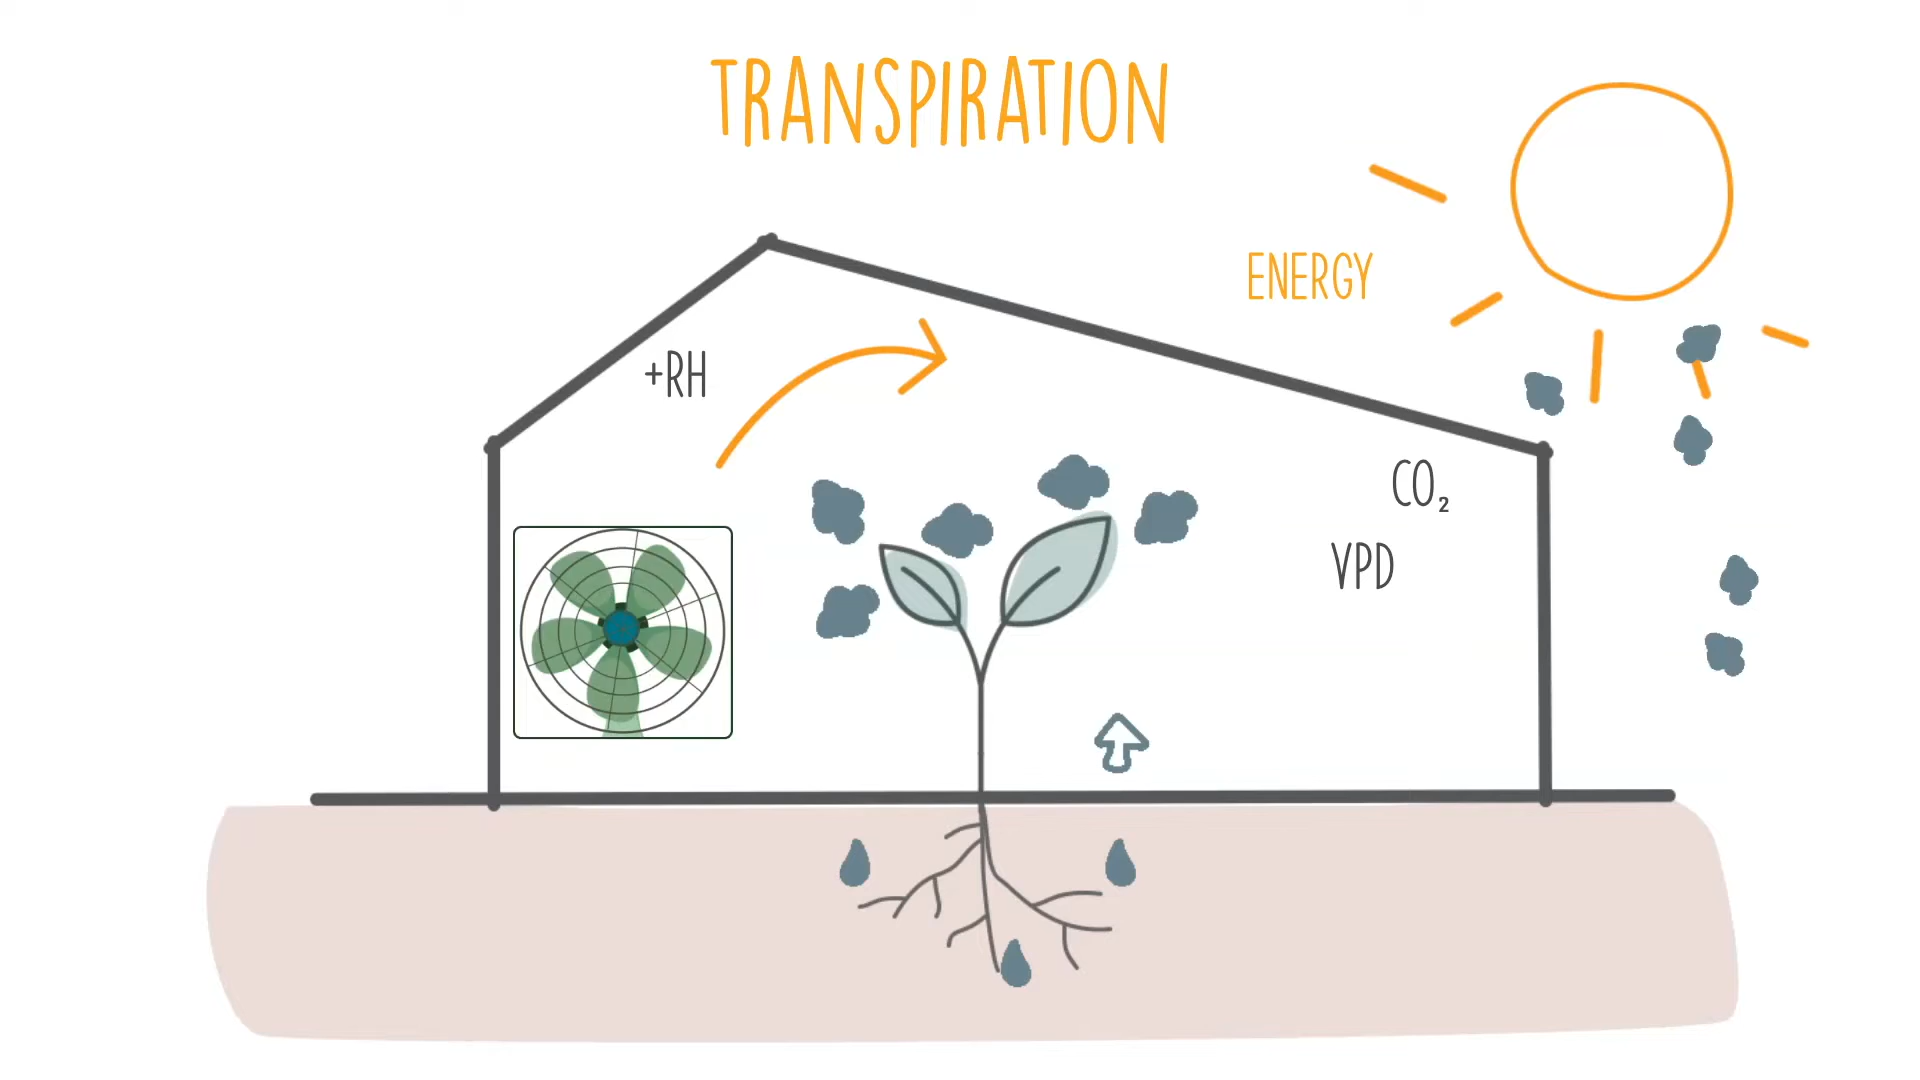 TRANSPIRATION
ENERGY
+RH
CO₂
VPD